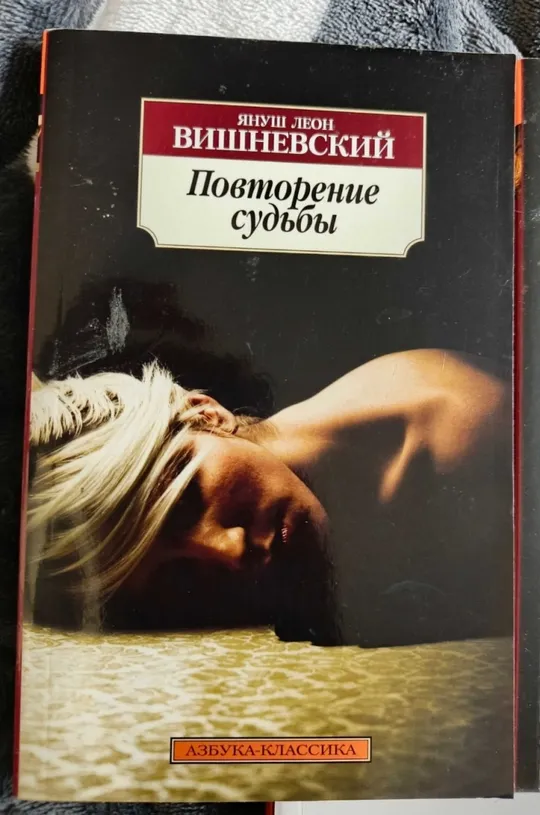 ЯНУШ ЛЕОН
ВИШНЕВСКИЙ
Повторение
судьбы
АЗБУКА-КЛАССИКА